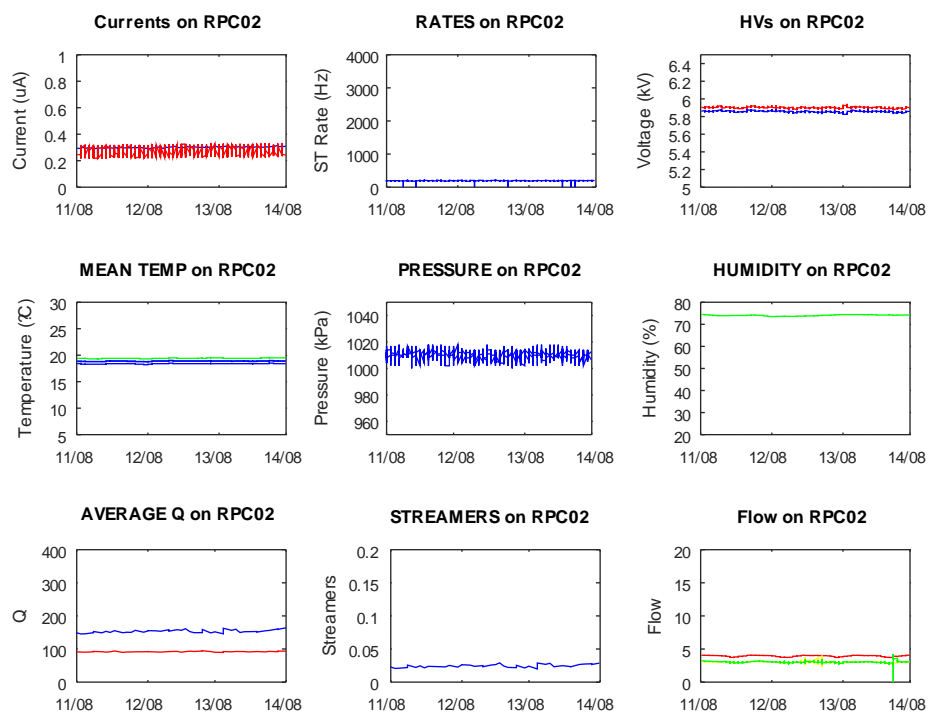 Currents on RPC02
Current (uA)
1
0.8
0.6
0.4
0.2
0
11/08 12/08 13/08 14/08
RATES on RPC02
ST Rate (Hz)
4000
3000
2000
1000
0
11/08 12/08 13/08 14/08
HVs on RPC02
Voltage (kV)
6.4
6.2
6
5.8
5.6
5.4
5.2
5
11/08 12/08 13/08 14/08
MEAN TEMP on RPC02
Temperature (?C)
30
25
20
15
10
5
11/08 12/08 13/08 14/08
PRESSURE on RPC02
Pressure (kPa)
1040
1020
1000
980
960
11/08 12/08 13/08 14/08
HUMIDITY on RPC02
Humidity (%)
80
70
60
50
40
30
20
11/08 12/08 13/08 14/08
AVERAGE Q on RPC02
Q
400
300
200
100
0
11/08 12/08 13/08 14/08
STREAMERS on RPC02
Streamers
0.2
0.15
0.1
0.05
0
11/08 12/08 13/08 14/08
Flow on RPC02
Flow
20
15
10
5
0
11/08 12/08 13/08 14/08